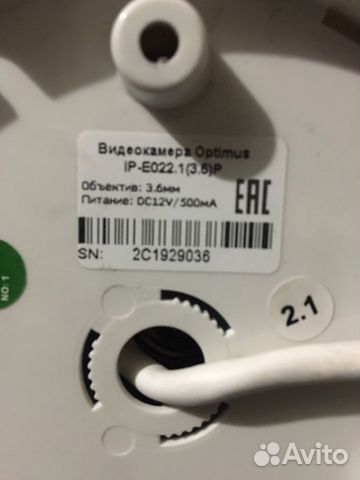 Видеокамера Optimus
IP-E022.1(3.6)P
Объектив: 3.6мм
Питание: DC12V/500мА
EAC
SN: 2C1929036
NO: 1
2.1
Avito